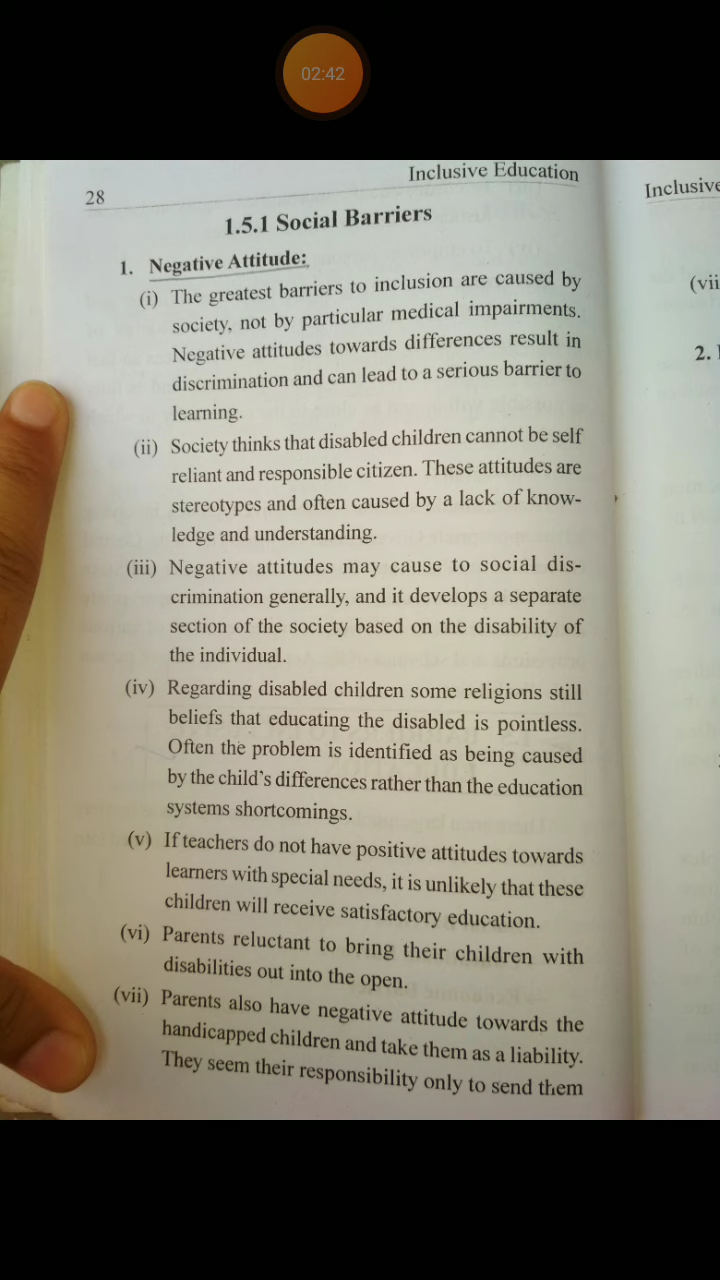 02:42
28
Inclusive Education
1.5.1 Social Barriers
1. Negative Attitude:
(i) The greatest barriers to inclusion are caused by
society, not by particular medical impairments.
Negative attitudes towards differences result in
discrimination and can lead to a serious barrier to
learning.
(ii) Society thinks that disabled children cannot be self
reliant and responsible citizen. These attitudes are
stereotypes and often caused by a lack of know-
ledge and understanding.
(iii) Negative attitudes may cause to social dis-
crimination generally, and it develops a separate
section of the society based on the disability of
the individual.
(iv) Regarding disabled children some religions still
beliefs that educating the disabled is pointless.
Often the problem is identified as being caused
by the child's differences rather than the education
systems shortcomings.
(v) If teachers do not have positive attitudes towards
learners with special needs, it is unlikely that these
children will receive satisfactory education.
(vi) Parents reluctant to bring their children with
disabilities out into the open.
(vii) Parents also have negative attitude towards the
handicapped children and take them as a liability.
They seem their responsibility only to send them
Inclusive
(vii
2.